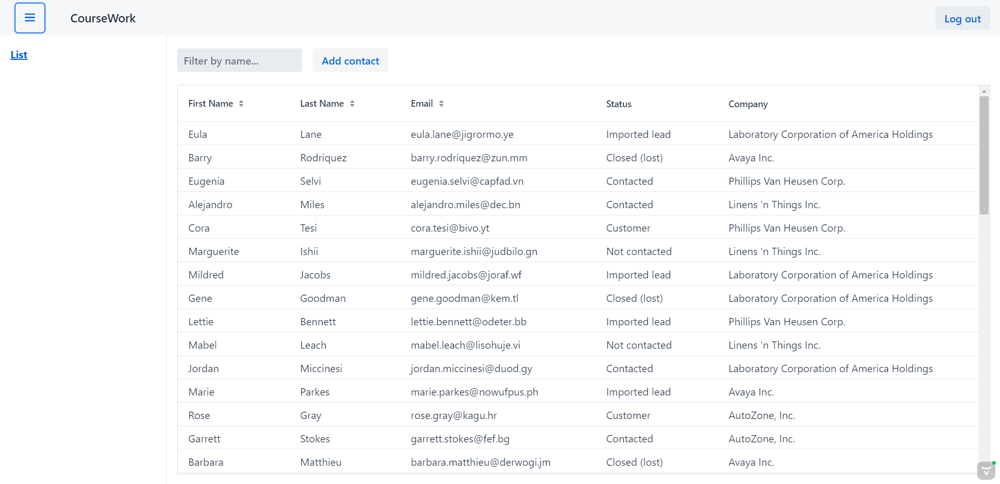 CourseWork
Log out
List
Filter by name...
Add contact
First Name Last Name Email Status Company
Eula Lane eula.lane@jigrormo.ye Imported lead Laboratory Corporation of America Holdings
Barry Rodriquez barry.rodriquez@zun.mm Closed (lost) Avaya Inc.
Eugenia Selvi eugenia.selvi@capfad.vn Contacted Phillips Van Heusen Corp.
Alejandro Miles alejandro.miles@dec.bn Contacted Linens 'n Things Inc.
Cora Tesi cora.tesi@bivo.yt Customer Phillips Van Heusen Corp.
Marguerite Ishii marguerite.ishii@judbilo.gn Not contacted Linens 'n Things Inc.
Mildred Jacobs mildred.jacobs@joraf.wf Imported lead Laboratory Corporation of America Holdings
Gene Goodman gene.goodman@kem.tl Closed (lost) Laboratory Corporation of America Holdings
Lettie Bennett lettie.bennett@odeter.bb Imported lead Phillips Van Heusen Corp.
Mabel Leach mabel.leach@lisohuje.vi Not contacted Linens 'n Things Inc.
Jordan Miccinesi jordan.miccinesi@duod.gy Contacted Laboratory Corporation of America Holdings
Marie Parkes marie.parkes@nowufpus.ph Imported lead Avaya Inc.
Rose Gray rose.gray@kagu.hr Customer AutoZone, Inc.
Garrett Stokes garrett.stokes@fef.bg Contacted AutoZone, Inc.
Barbara Matthieu barbara.matthieu@derwogi.jm Closed (lost) Avaya Inc.